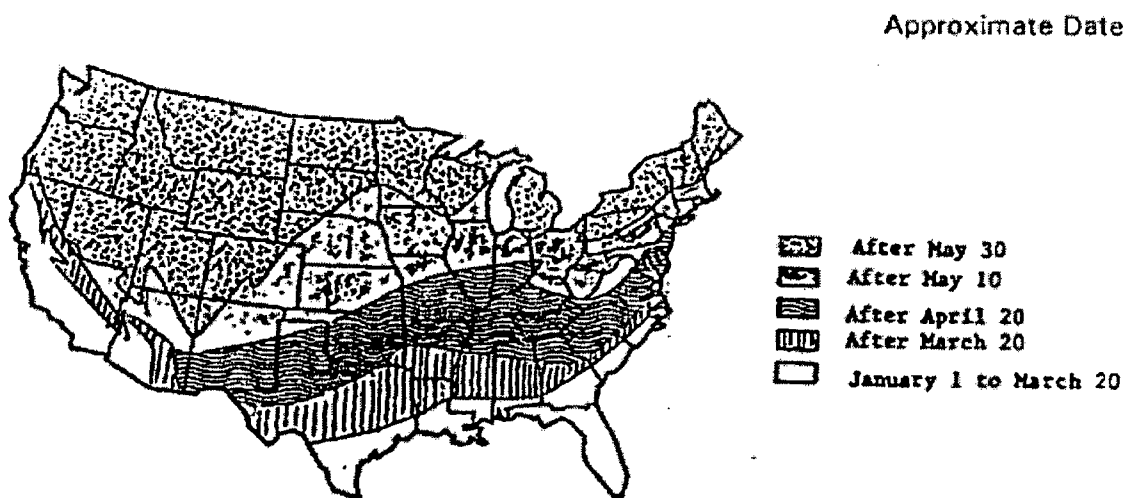 Approximate Date
After May 30
After May 10
After April 20
After March 20
January 1 to March 20